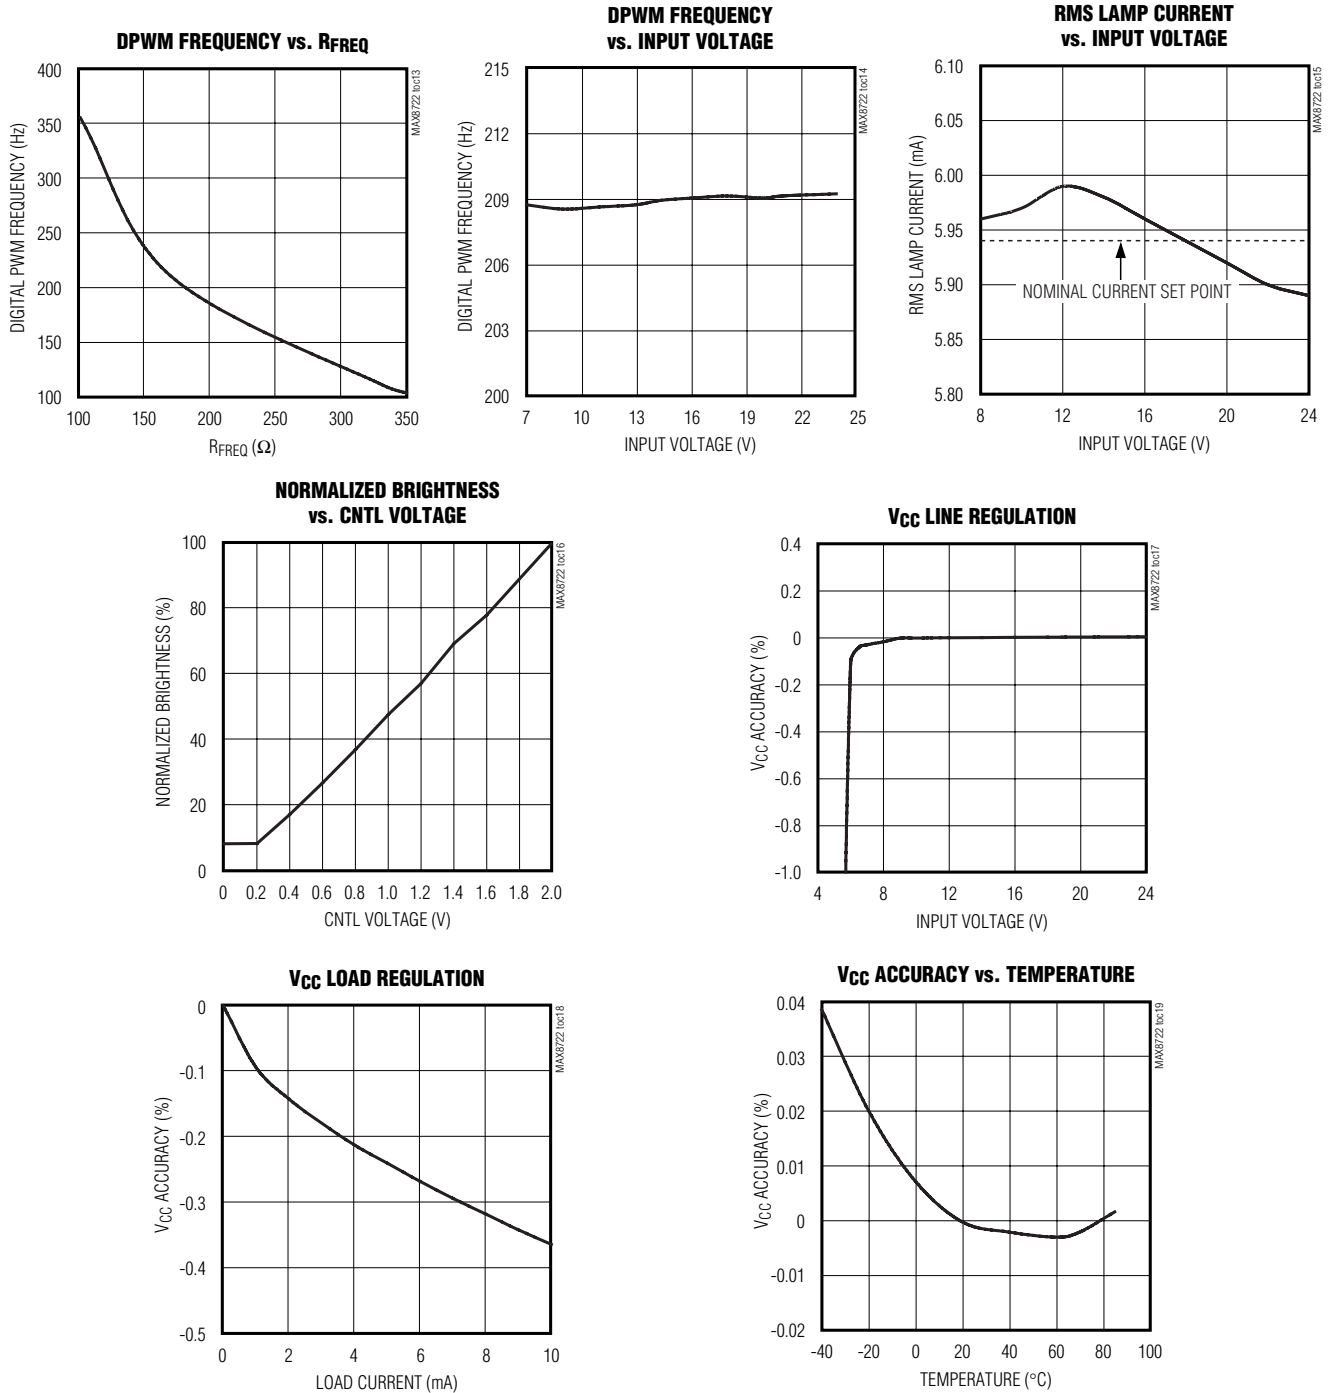 DPWM FREQUENCY vs. RFREQ
400
350
300
250
200
150
100
100 150 200 250 300 350
DIGITAL PWM FREQUENCY (Hz)
RFREQ (Ω)
MAX8722 toc13
DPWM FREQUENCY
vs. INPUT VOLTAGE
215
212
209
206
203
200
7 10 13 16 19 22 25
DIGITAL PWM FREQUENCY (Hz)
INPUT VOLTAGE (V)
MAX8722 toc14
RMS LAMP CURRENT
vs. INPUT VOLTAGE
6.10
6.05
6.00
5.95
5.90
5.85
5.80
8 12 16 20 24
RMS LAMP CURRENT (mA)
NOMINAL CURRENT SET POINT
INPUT VOLTAGE (V)
MAX8722 toc15
NORMALIZED BRIGHTNESS
vs. CNTL VOLTAGE
100
80
60
40
20
0
0 0.2 0.4 0.6 0.8 1.0 1.2 1.4 1.6 1.8 2.0
NORMALIZED BRIGHTNESS (%)
CNTL VOLTAGE (V)
MAX8722 toc16
VCC LINE REGULATION
0.4
0.2
0
-0.2
-0.4
-0.6
-0.8
-1.0
4 8 12 16 20 24
VCC ACCURACY (%)
INPUT VOLTAGE (V)
MAX8722 toc17
VCC LOAD REGULATION
0
-0.1
-0.2
-0.3
-0.4
-0.5
0 2 4 6 8 10
VCC ACCURACY (%)
LOAD CURRENT (mA)
MAX8722 toc18
VCC ACCURACY vs. TEMPERATURE
0.04
0.03
0.02
0.01
0
-0.01
-0.02
-40 -20 0 20 40 60 80 100
VCC ACCURACY (%)
TEMPERATURE (°C)
MAX8722 toc19